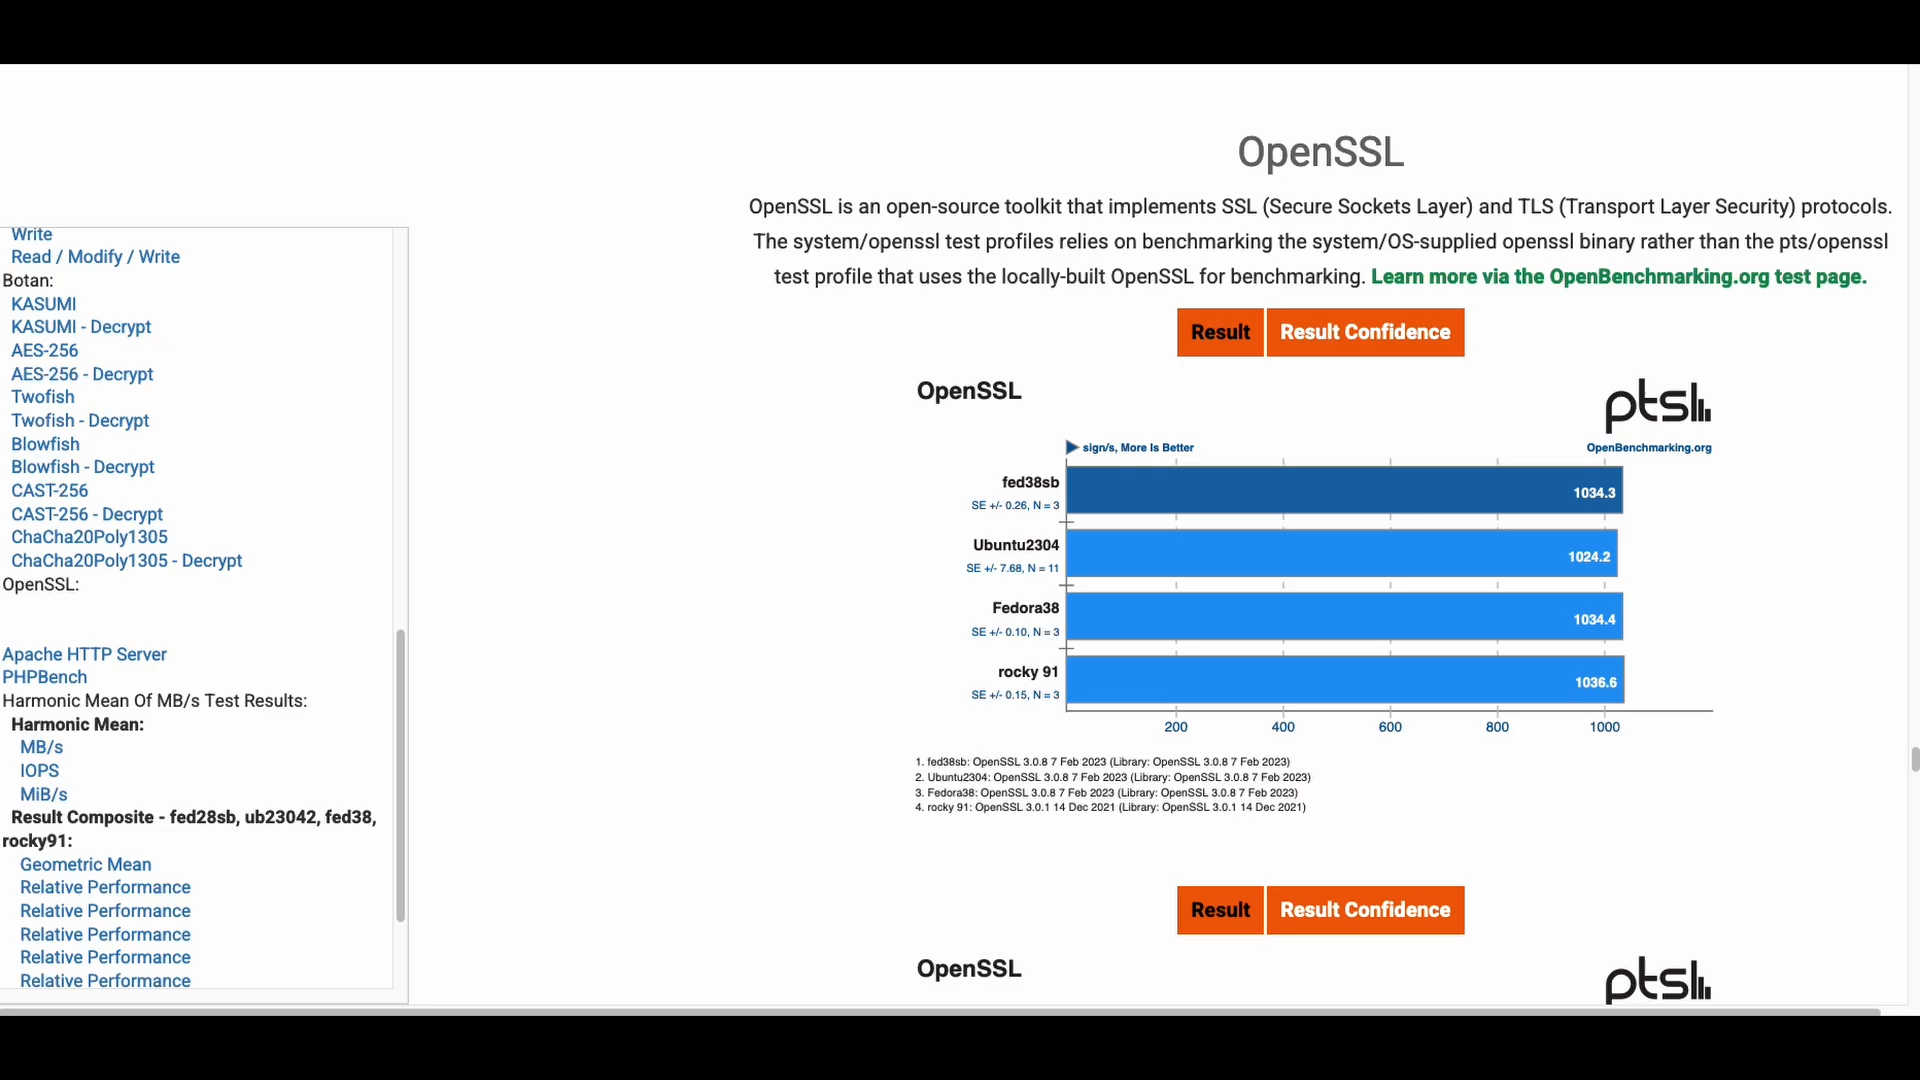 OpenSSL
OpenSSL is an open-source toolkit that implements SSL (Secure Sockets Layer) and TLS (Transport Layer Security) protocols.
The system/openssl test profiles relies on benchmarking the system/OS-supplied openssl binary rather than the pts/openssl
test profile that uses the locally-built OpenSSL for benchmarking. Learn more via the OpenBenchmarking.org test page.
Write
Read / Modify / Write
Botan:
KASUMI
KASUMI - Decrypt
AES-256
AES-256 - Decrypt
Twofish
Twofish - Decrypt
Blowfish
Blowfish - Decrypt
CAST-256
CAST-256 - Decrypt
ChaCha20Poly1305
ChaCha20Poly1305 - Decrypt
OpenSSL:
Apache HTTP Server
PHPBench
Harmonic Mean Of MB/s Test Results:
Harmonic Mean:
MB/s
IOPS
MiB/s
Result Composite - fed28sb, ub23042, fed38,
rocky91:
Geometric Mean
Relative Performance
Relative Performance
Relative Performance
Relative Performance
Relative Performance
Result Result Confidence
OpenSSL
ptsl
sign/s, More Is Better
OpenBenchmarking.org
fed38sb
SE +/- 0.26, N = 3
1034.3
Ubuntu2304
SE +/- 7.68, N = 11
1024.2
Fedora38
SE +/- 0.10, N = 3
1034.4
rocky 91
SE +/- 0.15, N = 3
1036.6
200 400 600 800 1000
1. fed38sb: OpenSSL 3.0.8 7 Feb 2023 (Library: OpenSSL 3.0.8 7 Feb 2023)
2. Ubuntu2304: OpenSSL 3.0.8 7 Feb 2023 (Library: OpenSSL 3.0.8 7 Feb 2023)
3. Fedora38: OpenSSL 3.0.8 7 Feb 2023 (Library: OpenSSL 3.0.8 7 Feb 2023)
4. rocky 91: OpenSSL 3.0.1 14 Dec 2021 (Library: OpenSSL 3.0.1 14 Dec 2021)
Result Result Confidence
OpenSSL
ptsl